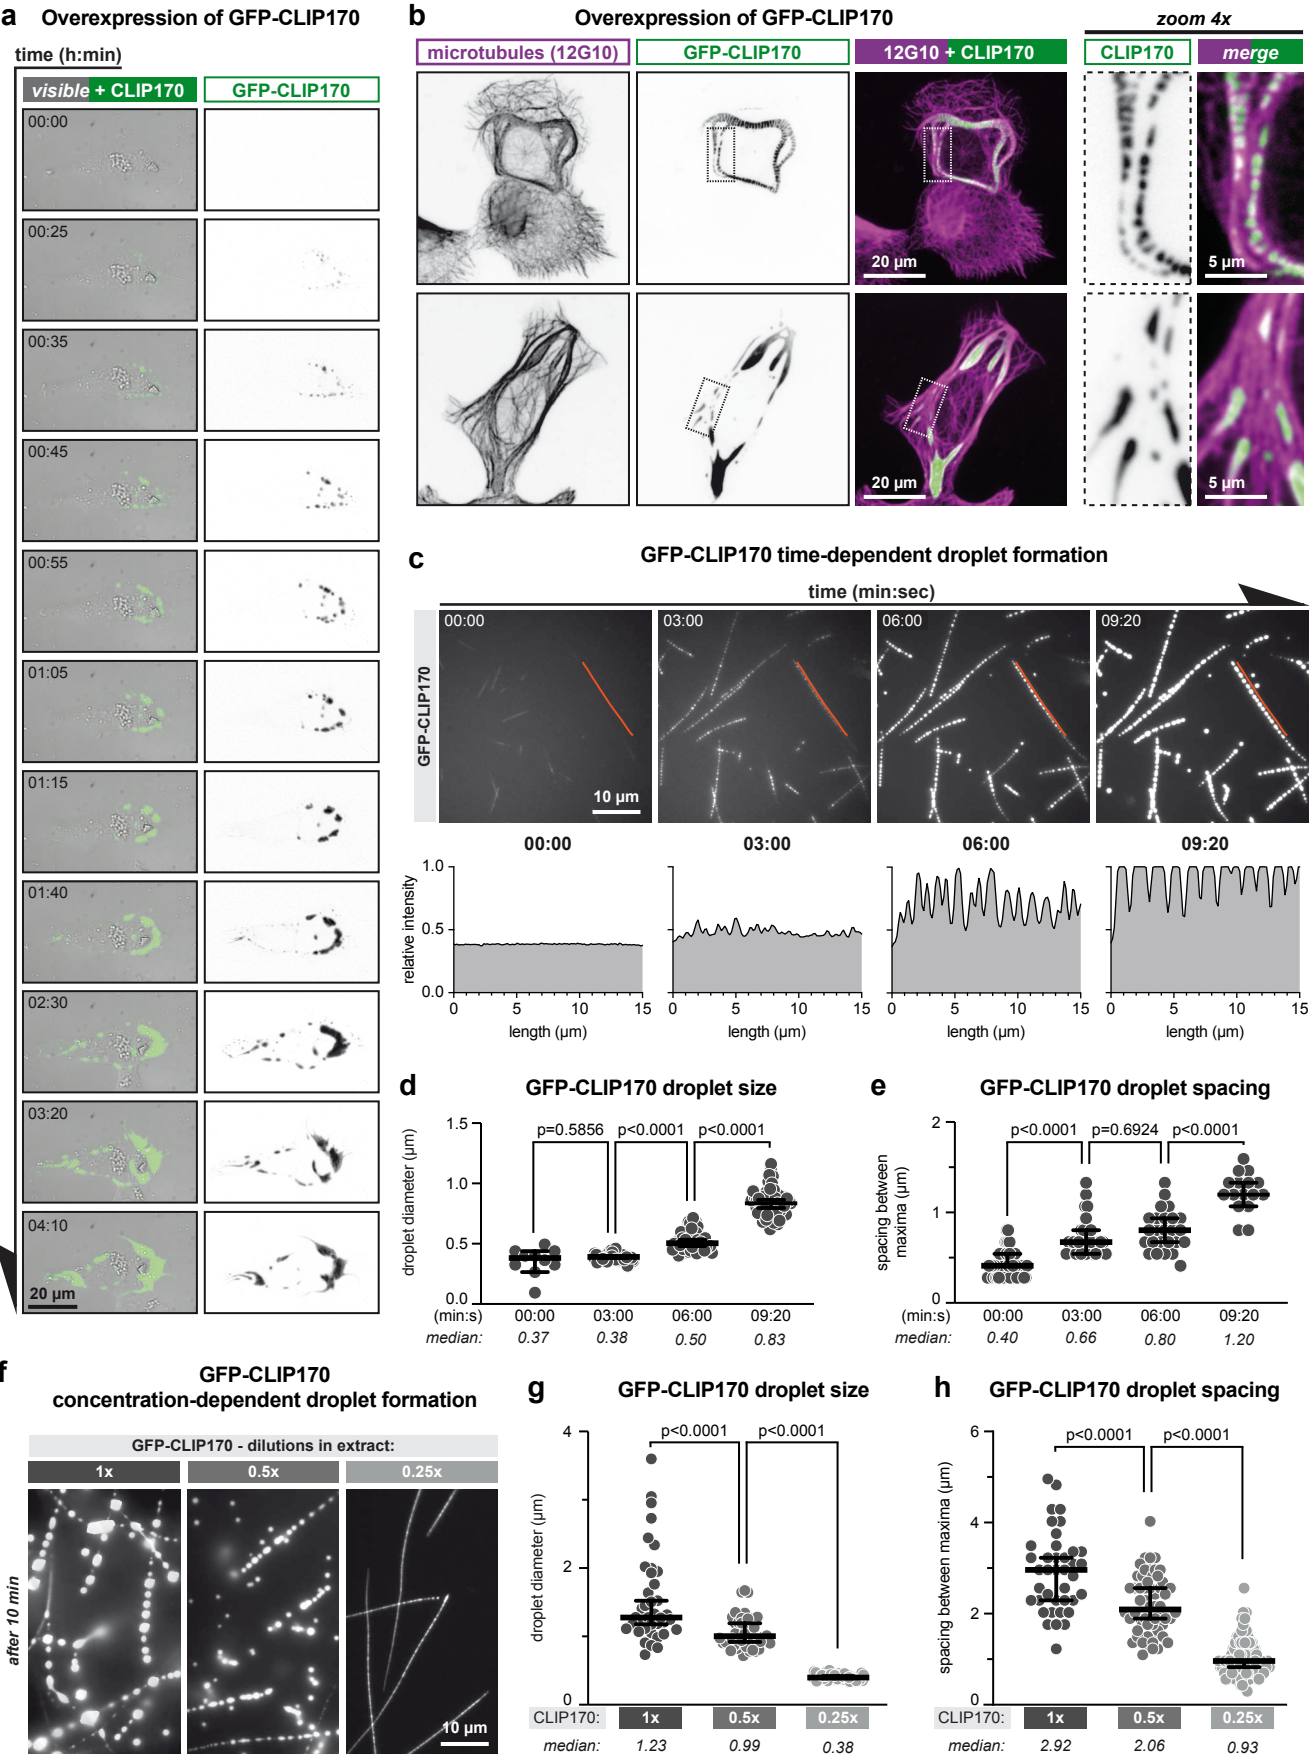 a Overexpression of GFP-CLIP170
time (h:min)
visible + CLIP170 GFP-CLIP170
00:00
00:25
00:35
00:45
00:55
01:05
01:15
01:40
02:30
03:20
04:10
20 µm
b Overexpression of GFP-CLIP170
zoom 4x
microtubules (12G10) GFP-CLIP170 12G10 + CLIP170 CLIP170 merge
20 µm 5 µm
20 µm 5 µm
c GFP-CLIP170 time-dependent droplet formation
time (min:sec)
GFP-CLIP170
00:00 03:00 06:00 09:20
10 µm
00:00 03:00 06:00 09:20
relative intensity
1.0
0.5
0.0
0 5 10 15 0 5 10 15 0 5 10 15 0 5 10 15
length (µm) length (µm) length (µm) length (µm)
d GFP-CLIP170 droplet size
droplet diameter (µm)
1.5
1.0
0.5
0.0
p=0.5856 p<0.0001 p<0.0001
(min:s) 00:00 03:00 06:00 09:20
median: 0.37 0.38 0.50 0.83
e GFP-CLIP170 droplet spacing
spacing between
maxima (µm)
2
1
0
p<0.0001 p=0.6924 p<0.0001
(min:s) 00:00 03:00 06:00 09:20
median: 0.40 0.66 0.80 1.20
f GFP-CLIP170
concentration-dependent droplet formation
GFP-CLIP170 - dilutions in extract:
1x 0.5x 0.25x
after 10 min
10 µm
g GFP-CLIP170 droplet size
droplet diameter (µm)
4
2
0
p<0.0001 p<0.0001
CLIP170: 1x 0.5x 0.25x
median: 1.23 0.99 0.38
h GFP-CLIP170 droplet spacing
spacing between maxima (µm)
6
4
2
0
p<0.0001 p<0.0001
CLIP170: 1x 0.5x 0.25x
median: 2.92 2.06 0.93